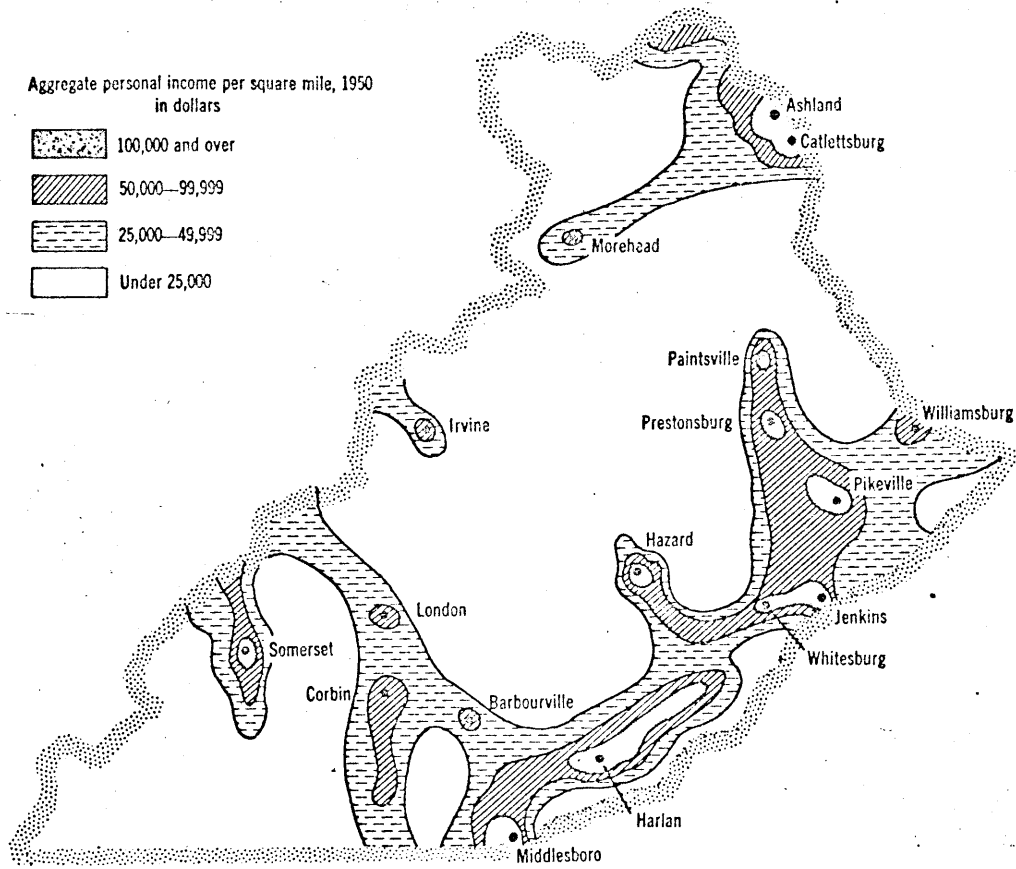 Aggregate personal income per square mile, 1950
in dollars
100,000 and over
50,000—99,999
25,000—49,999
Under 25,000
Ashland
Catlettsburg
Morehead
Paintsville
Prestonsburg
Williamsburg
Irvine
Pikeville
Hazard
London
Jenkins
Somerset
Whitesburg
Corbin
Barbourville
Harlan
Middlesboro